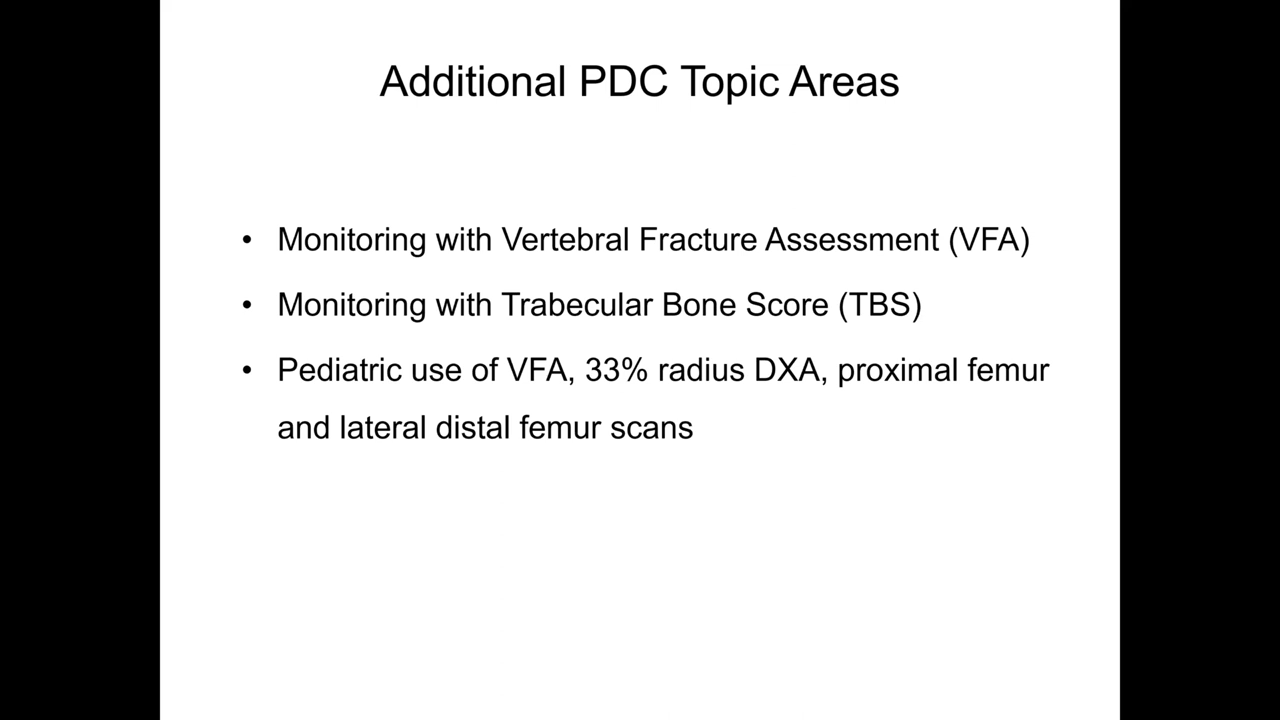 Additional PDC Topic Areas
• Monitoring with Vertebral Fracture Assessment (VFA)
• Monitoring with Trabecular Bone Score (TBS)
• Pediatric use of VFA, 33% radius DXA, proximal femur
and lateral distal femur scans